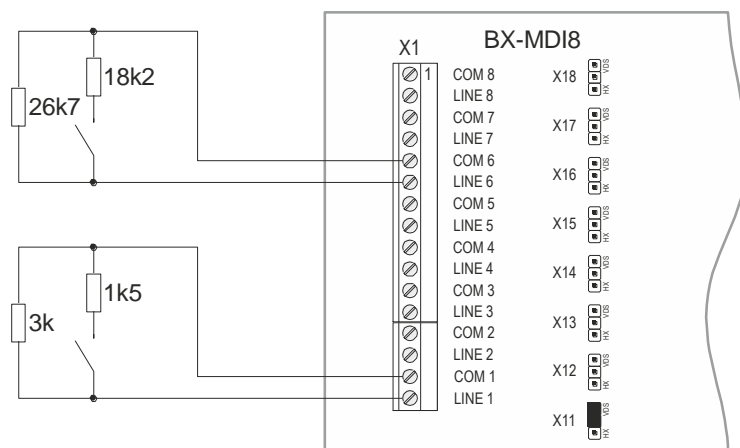 BX-MDI8
X1
1
18k2
26k7
1k5
3k
COM 8
LINE 8
COM 7
LINE 7
COM 6
LINE 6
COM 5
LINE 5
COM 4
LINE 4
COM 3
LINE 3
COM 2
LINE 2
COM 1
LINE 1
X18
VDS
HX
X17
VDS
HX
X16
VDS
HX
X15
VDS
HX
X14
VDS
HX
X13
VDS
HX
X12
VDS
HX
X11
VDS
HX